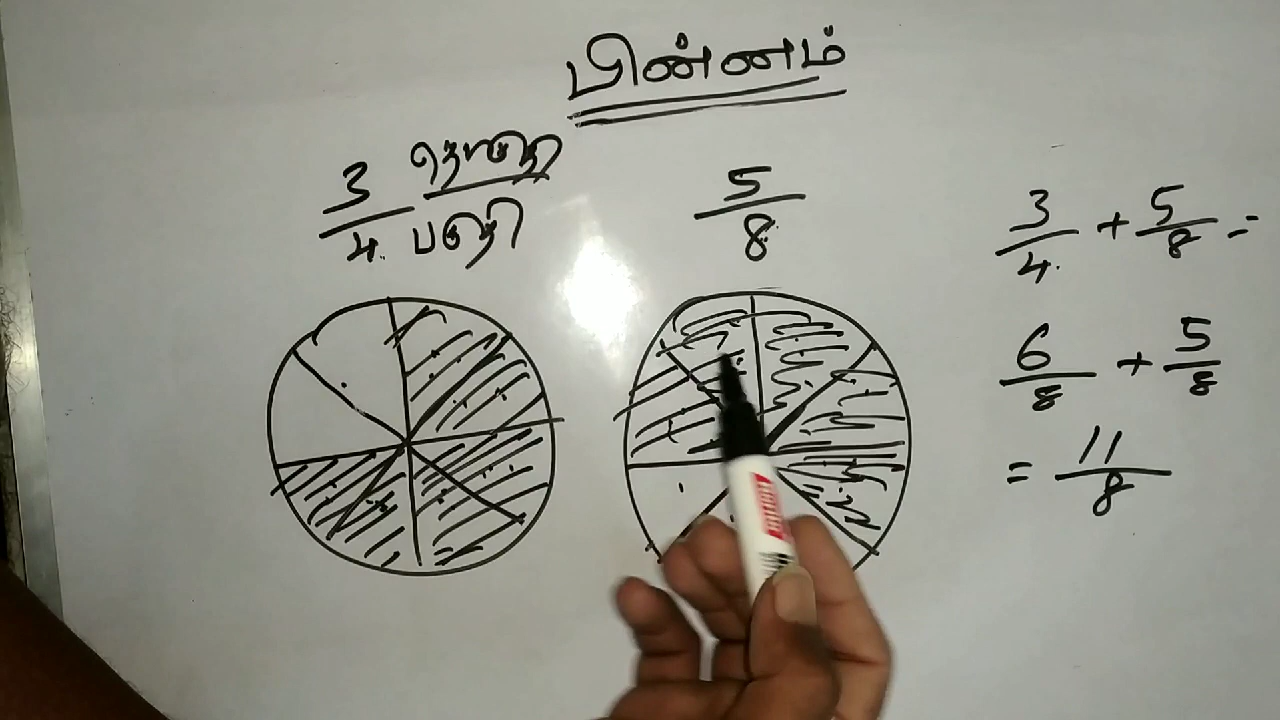 பின்னம்
3/4 தொகுதி/பகுதி
5/8
3/4 + 5/8 =
6/8 + 5/8
= 11/8